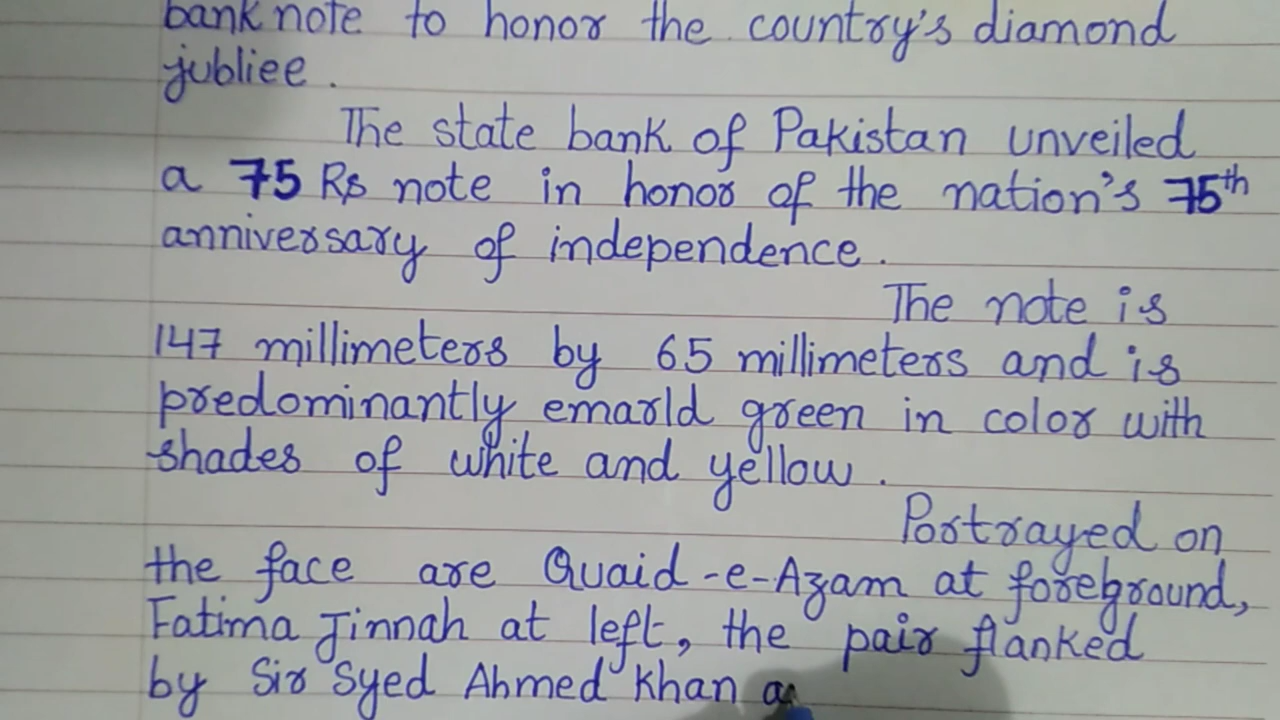 bank note to honor the country's diamond
jubliee.
The state bank of Pakistan unveiled
a 75 Rs note in honor of the nation's 75th
anniversary of independence.
The note is
147 millimeters by 65 millimeters and is
predominantly emarld green in color with
shades of white and yellow.
Portrayed on
the face are Quaid-e-Azam at foreground,
Fatima Jinnah at left, the pair flanked
by Sir Syed Ahmed Khan a